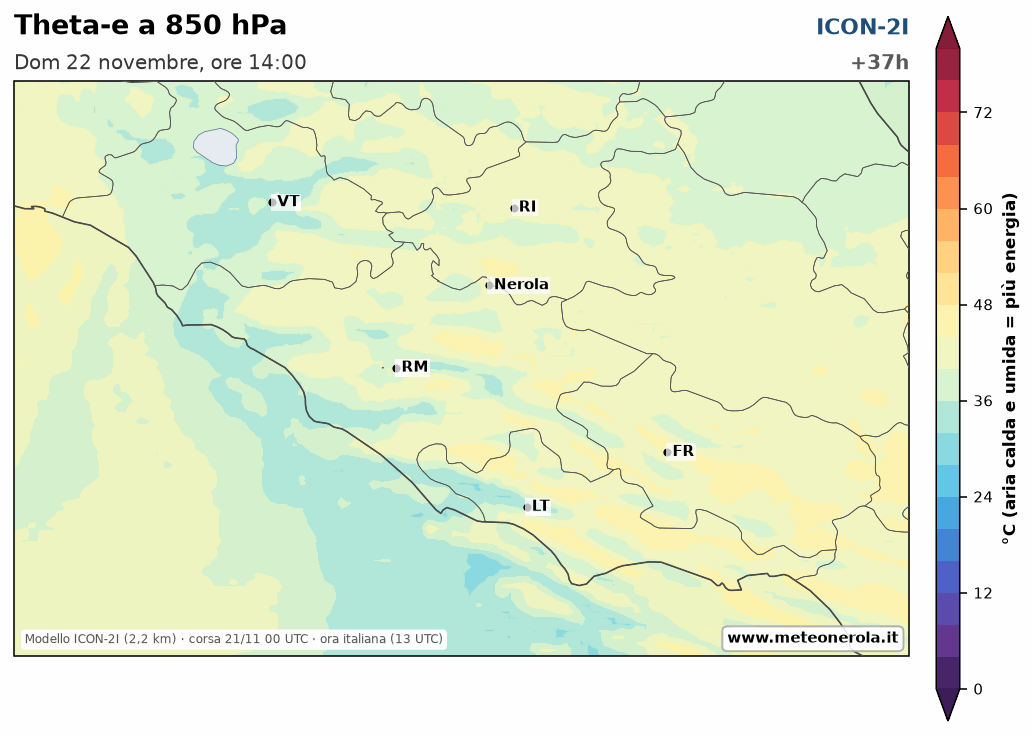 Theta-e a 850 hPa
ICON-2I
Dom 22 novembre, ore 14:00
+37h
72
60
48
36
24
12
0
°C (aria calda e umida = più energia)
VT
RI
Nerola
RM
FR
LT
Modello ICON-2I (2,2 km) · corsa 21/11 00 UTC · ora italiana (13 UTC)
www.meteonerola.it